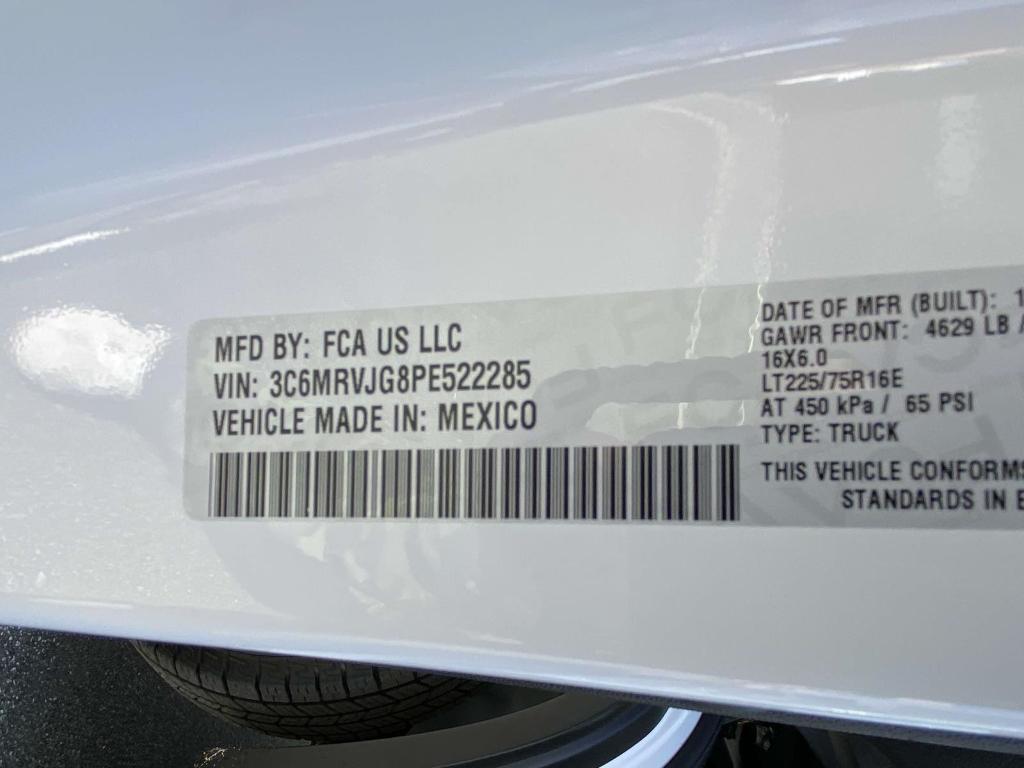 MFD BY: FCA US LLC
VIN: 3C6MRVJG8PE522285
VEHICLE MADE IN: MEXICO
DATE OF MFR (BUILT): 1
GAWR FRONT: 4629 LB /
16X6.0
LT225/75R16E
AT 450 kPa / 65 PSI
TYPE: TRUCK
THIS VEHICLE CONFORMS
STANDARDS IN E